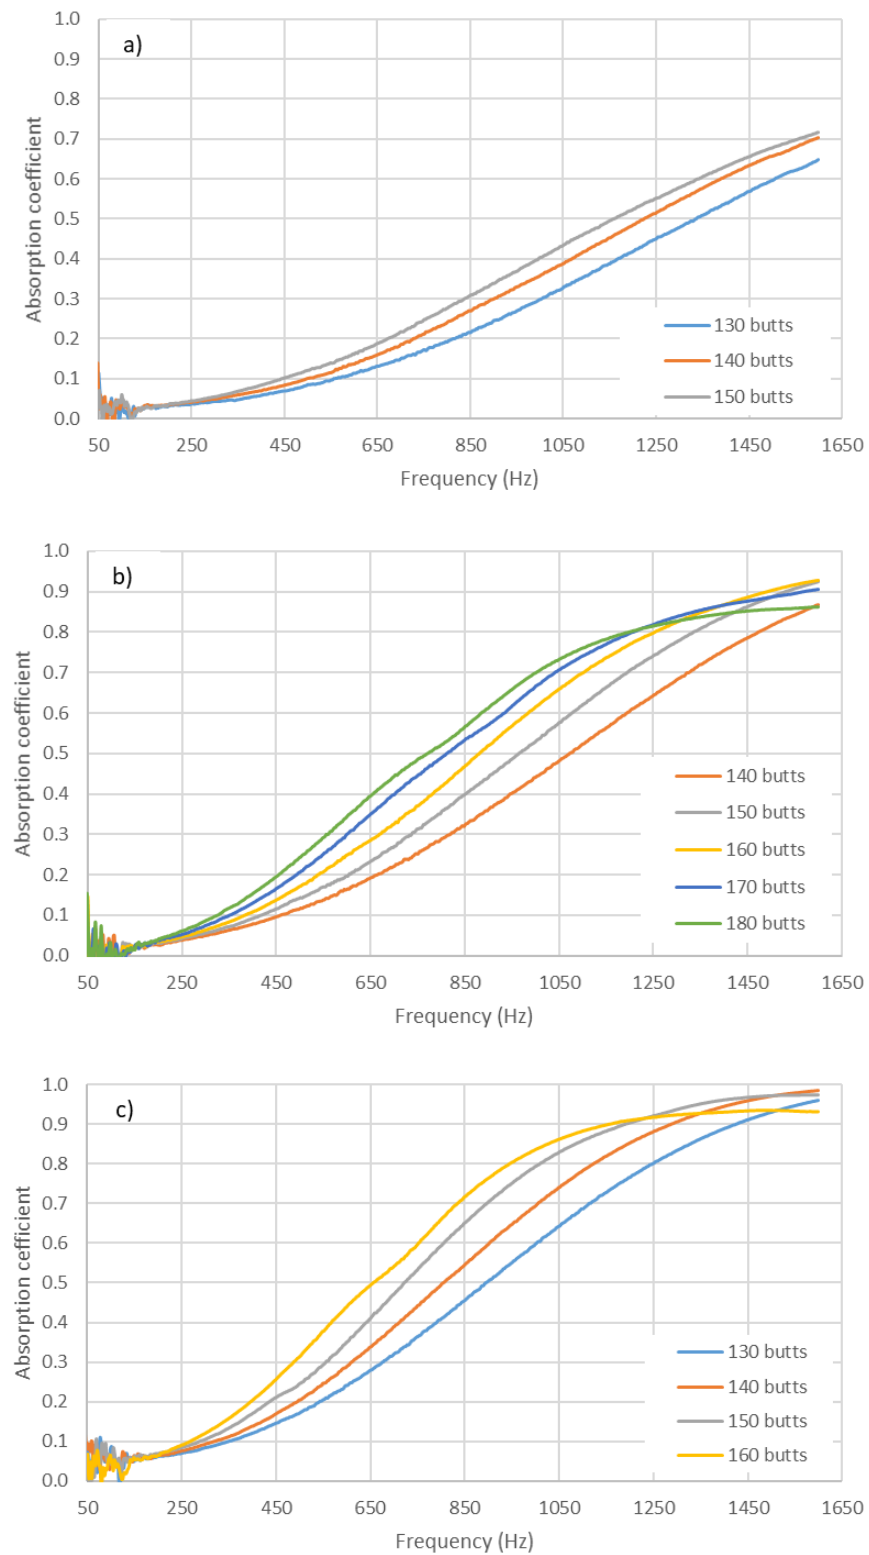 a)
1.0
0.9
0.8
0.7
0.6
0.5
0.4
0.3
0.2
0.1
0.0
Absorption coefficient
130 butts
140 butts
150 butts
50 250 450 650 850 1050 1250 1450 1650
Frequency (Hz)
b)
1.0
0.9
0.8
0.7
0.6
0.5
0.4
0.3
0.2
0.1
0.0
Absorption coefficient
140 butts
150 butts
160 butts
170 butts
180 butts
50 250 450 650 850 1050 1250 1450 1650
Frequency (Hz)
c)
1.0
0.9
0.8
0.7
0.6
0.5
0.4
0.3
0.2
0.1
0.0
Absorption cefficient
130 butts
140 butts
150 butts
160 butts
50 250 450 650 850 1050 1250 1450 1650
Frequency (Hz)